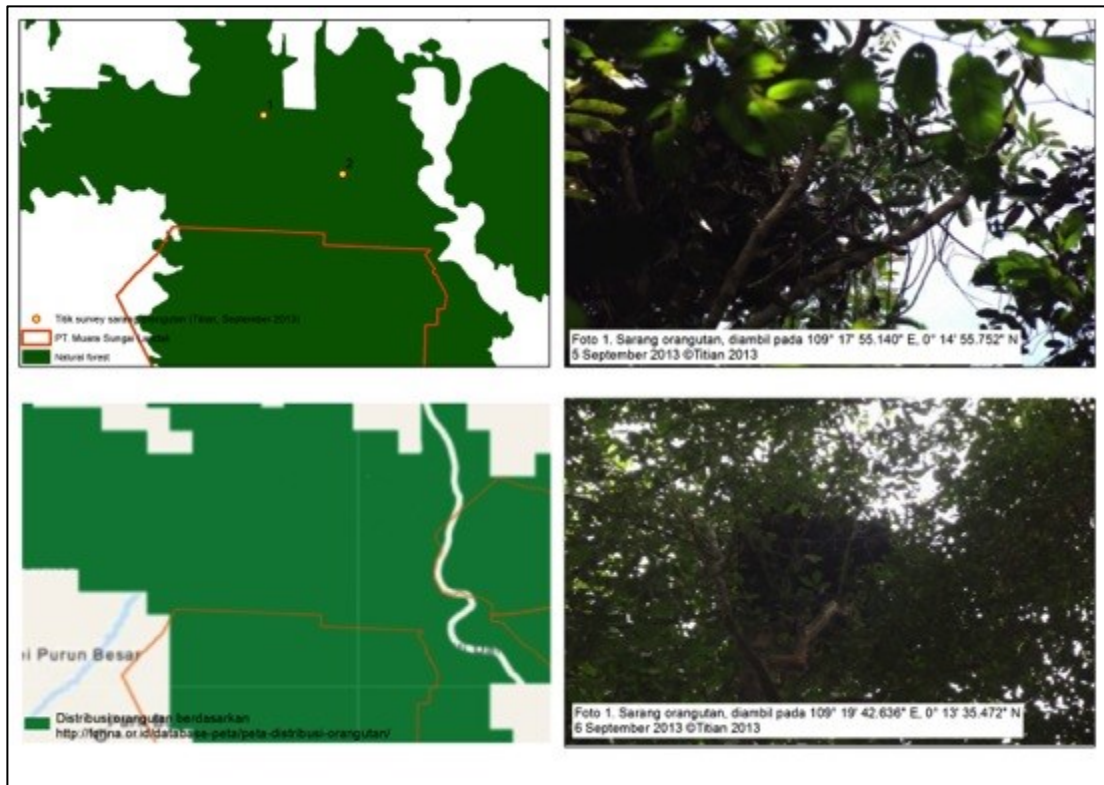 1
2
Titik survey sarang orangutan (Titian, September 2013)
PT. Muara Sungai Landak
Natural forest
Foto 1. Sarang orangutan, diambil pada 109° 17' 55.140" E, 0° 14' 55.752" N
5 September 2013 ©Titian 2013
i Purun Besar
Distribusi orangutan berdasarkan
http://forina.or.id/database-peta/peta-distribusi-orangutan/
Foto 1. Sarang orangutan, diambil pada 109° 19' 42.636" E, 0° 13' 35.472" N
6 September 2013 ©Titian 2013